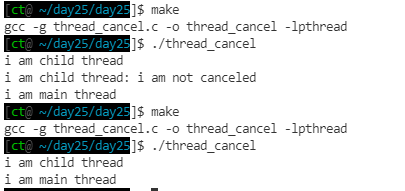 [ct@ ~/day25/day25]$ make
gcc -g thread_cancel.c -o thread_cancel -lpthread
[ct@ ~/day25/day25]$ ./thread_cancel
i am child thread
i am child thread: i am not canceled
i am main thread
[ct@ ~/day25/day25]$ make
gcc -g thread_cancel.c -o thread_cancel -lpthread
[ct@ ~/day25/day25]$ ./thread_cancel
i am child thread
i am main thread